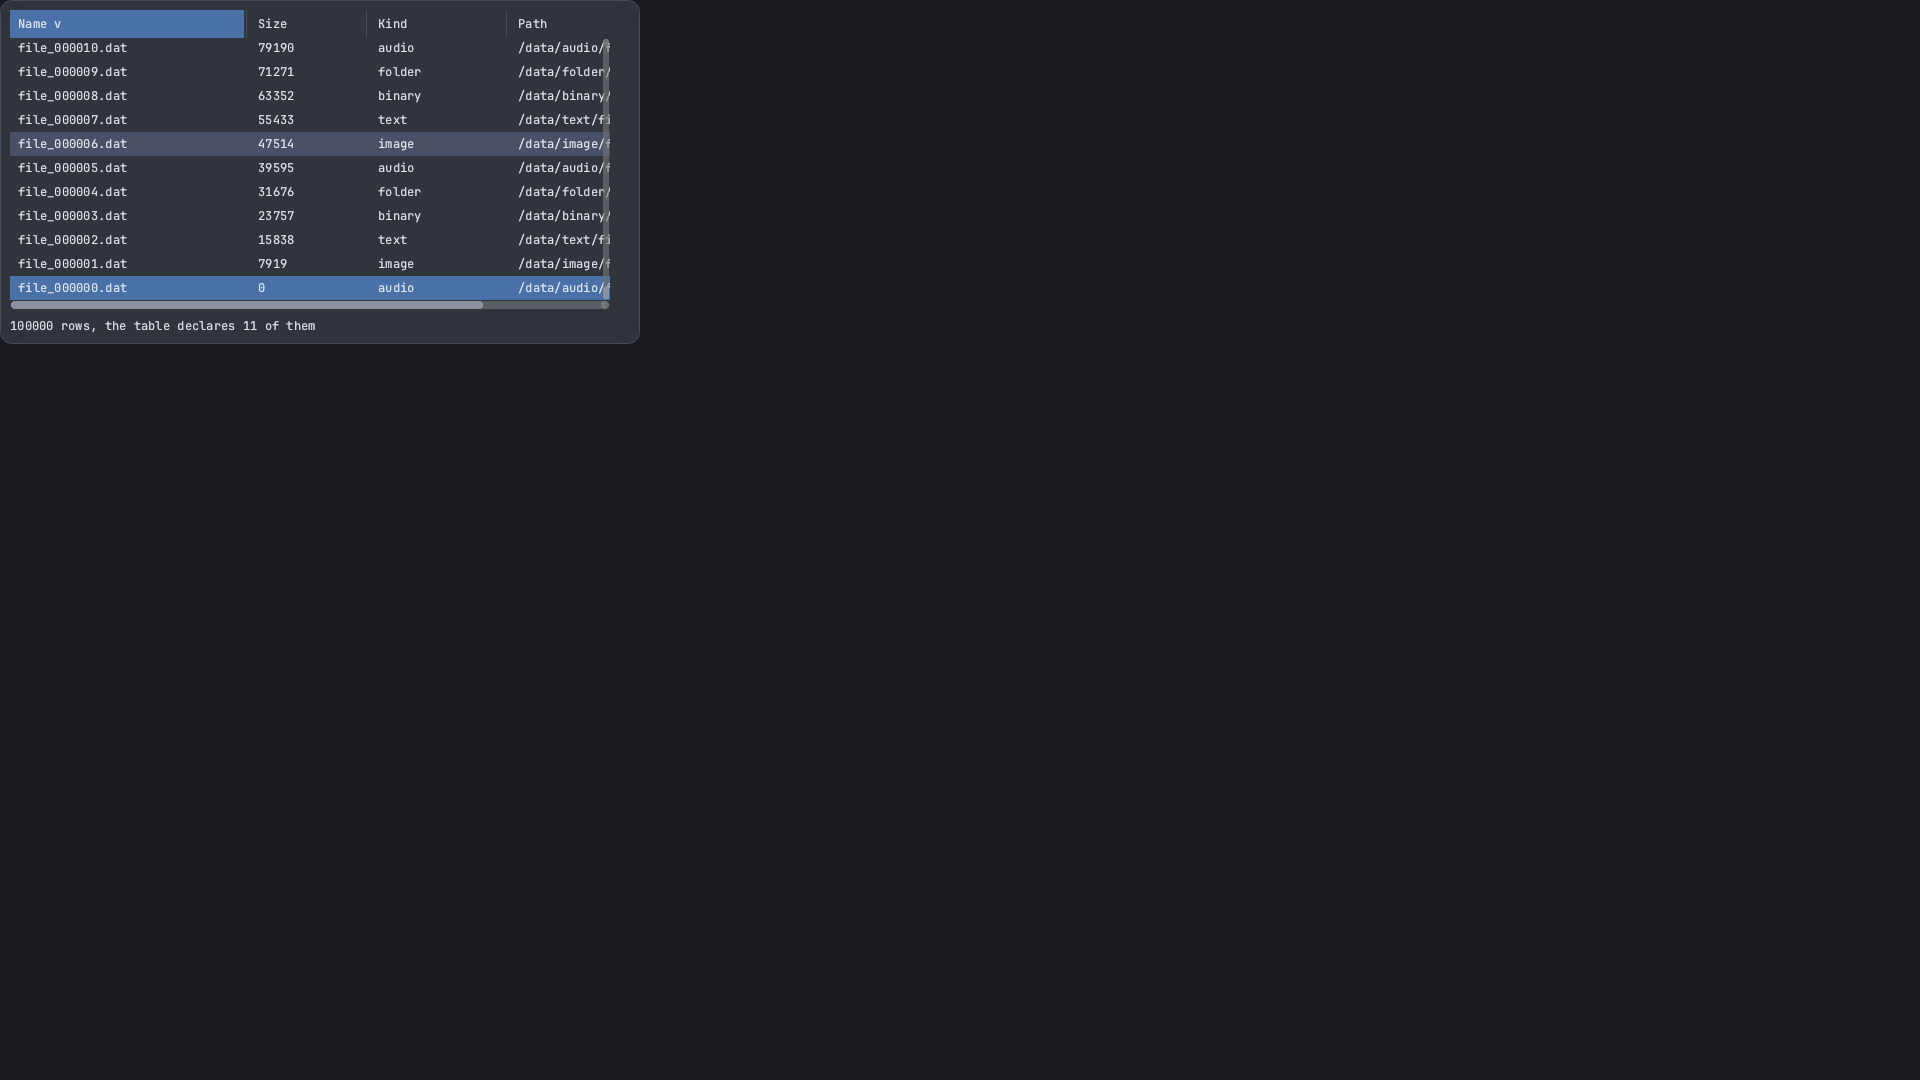 Name v Size Kind Path
file_000010.dat 79190 audio /data/audio/f
file_000009.dat 71271 folder /data/folder/
file_000008.dat 63352 binary /data/binary/
file_000007.dat 55433 text /data/text/fi
file_000006.dat 47514 image /data/image/f
file_000005.dat 39595 audio /data/audio/f
file_000004.dat 31676 folder /data/folder/
file_000003.dat 23757 binary /data/binary/
file_000002.dat 15838 text /data/text/fi
file_000001.dat 7919 image /data/image/f
file_000000.dat 0 audio /data/audio/f
100000 rows, the table declares 11 of them